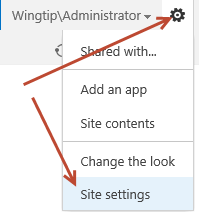 Wingtip\Administrator
Shared with...
Add an app
Site contents
Change the look
Site settings